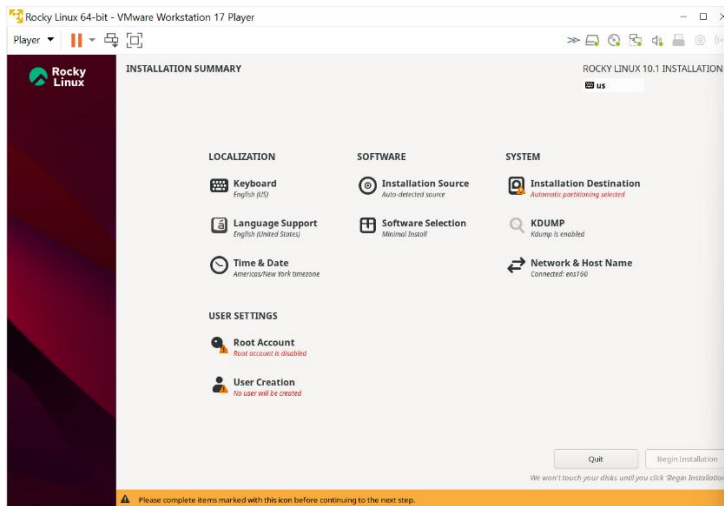 Rocky Linux 64-bit - VMware Workstation 17 Player
Player
Rocky
Linux
INSTALLATION SUMMARY
ROCKY LINUX 10.1 INSTALLATION
us
LOCALIZATION
Keyboard
English (US)
Language Support
English (United States)
Time & Date
Americas/New York timezone
SOFTWARE
Installation Source
Auto-detected source
Software Selection
Minimal Install
SYSTEM
Installation Destination
Automatic partitioning selected
KDUMP
Kdump is enabled
Network & Host Name
Connected: ens160
USER SETTINGS
Root Account
Root account is disabled
User Creation
No user will be created
Quit
Begin Installation
We won't touch your disks until you click 'Begin Installation
Please complete items marked with this icon before continuing to the next step.